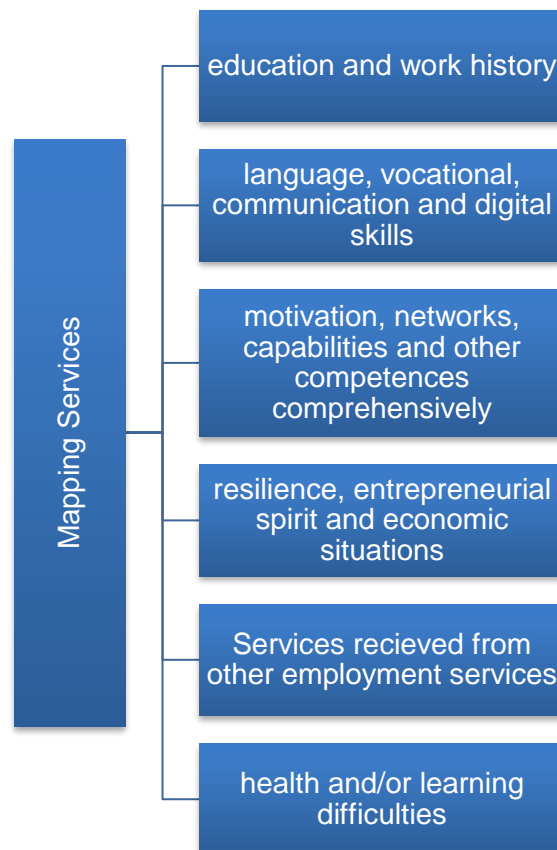 Mapping Services
education and work history
language, vocational,
communication and digital
skills
motivation, networks,
capabilities and other
competences
comprehensively
resilience, entrepreneurial
spirit and economic
situations
Services recieved from
other employment services
health and/or learning
difficulties